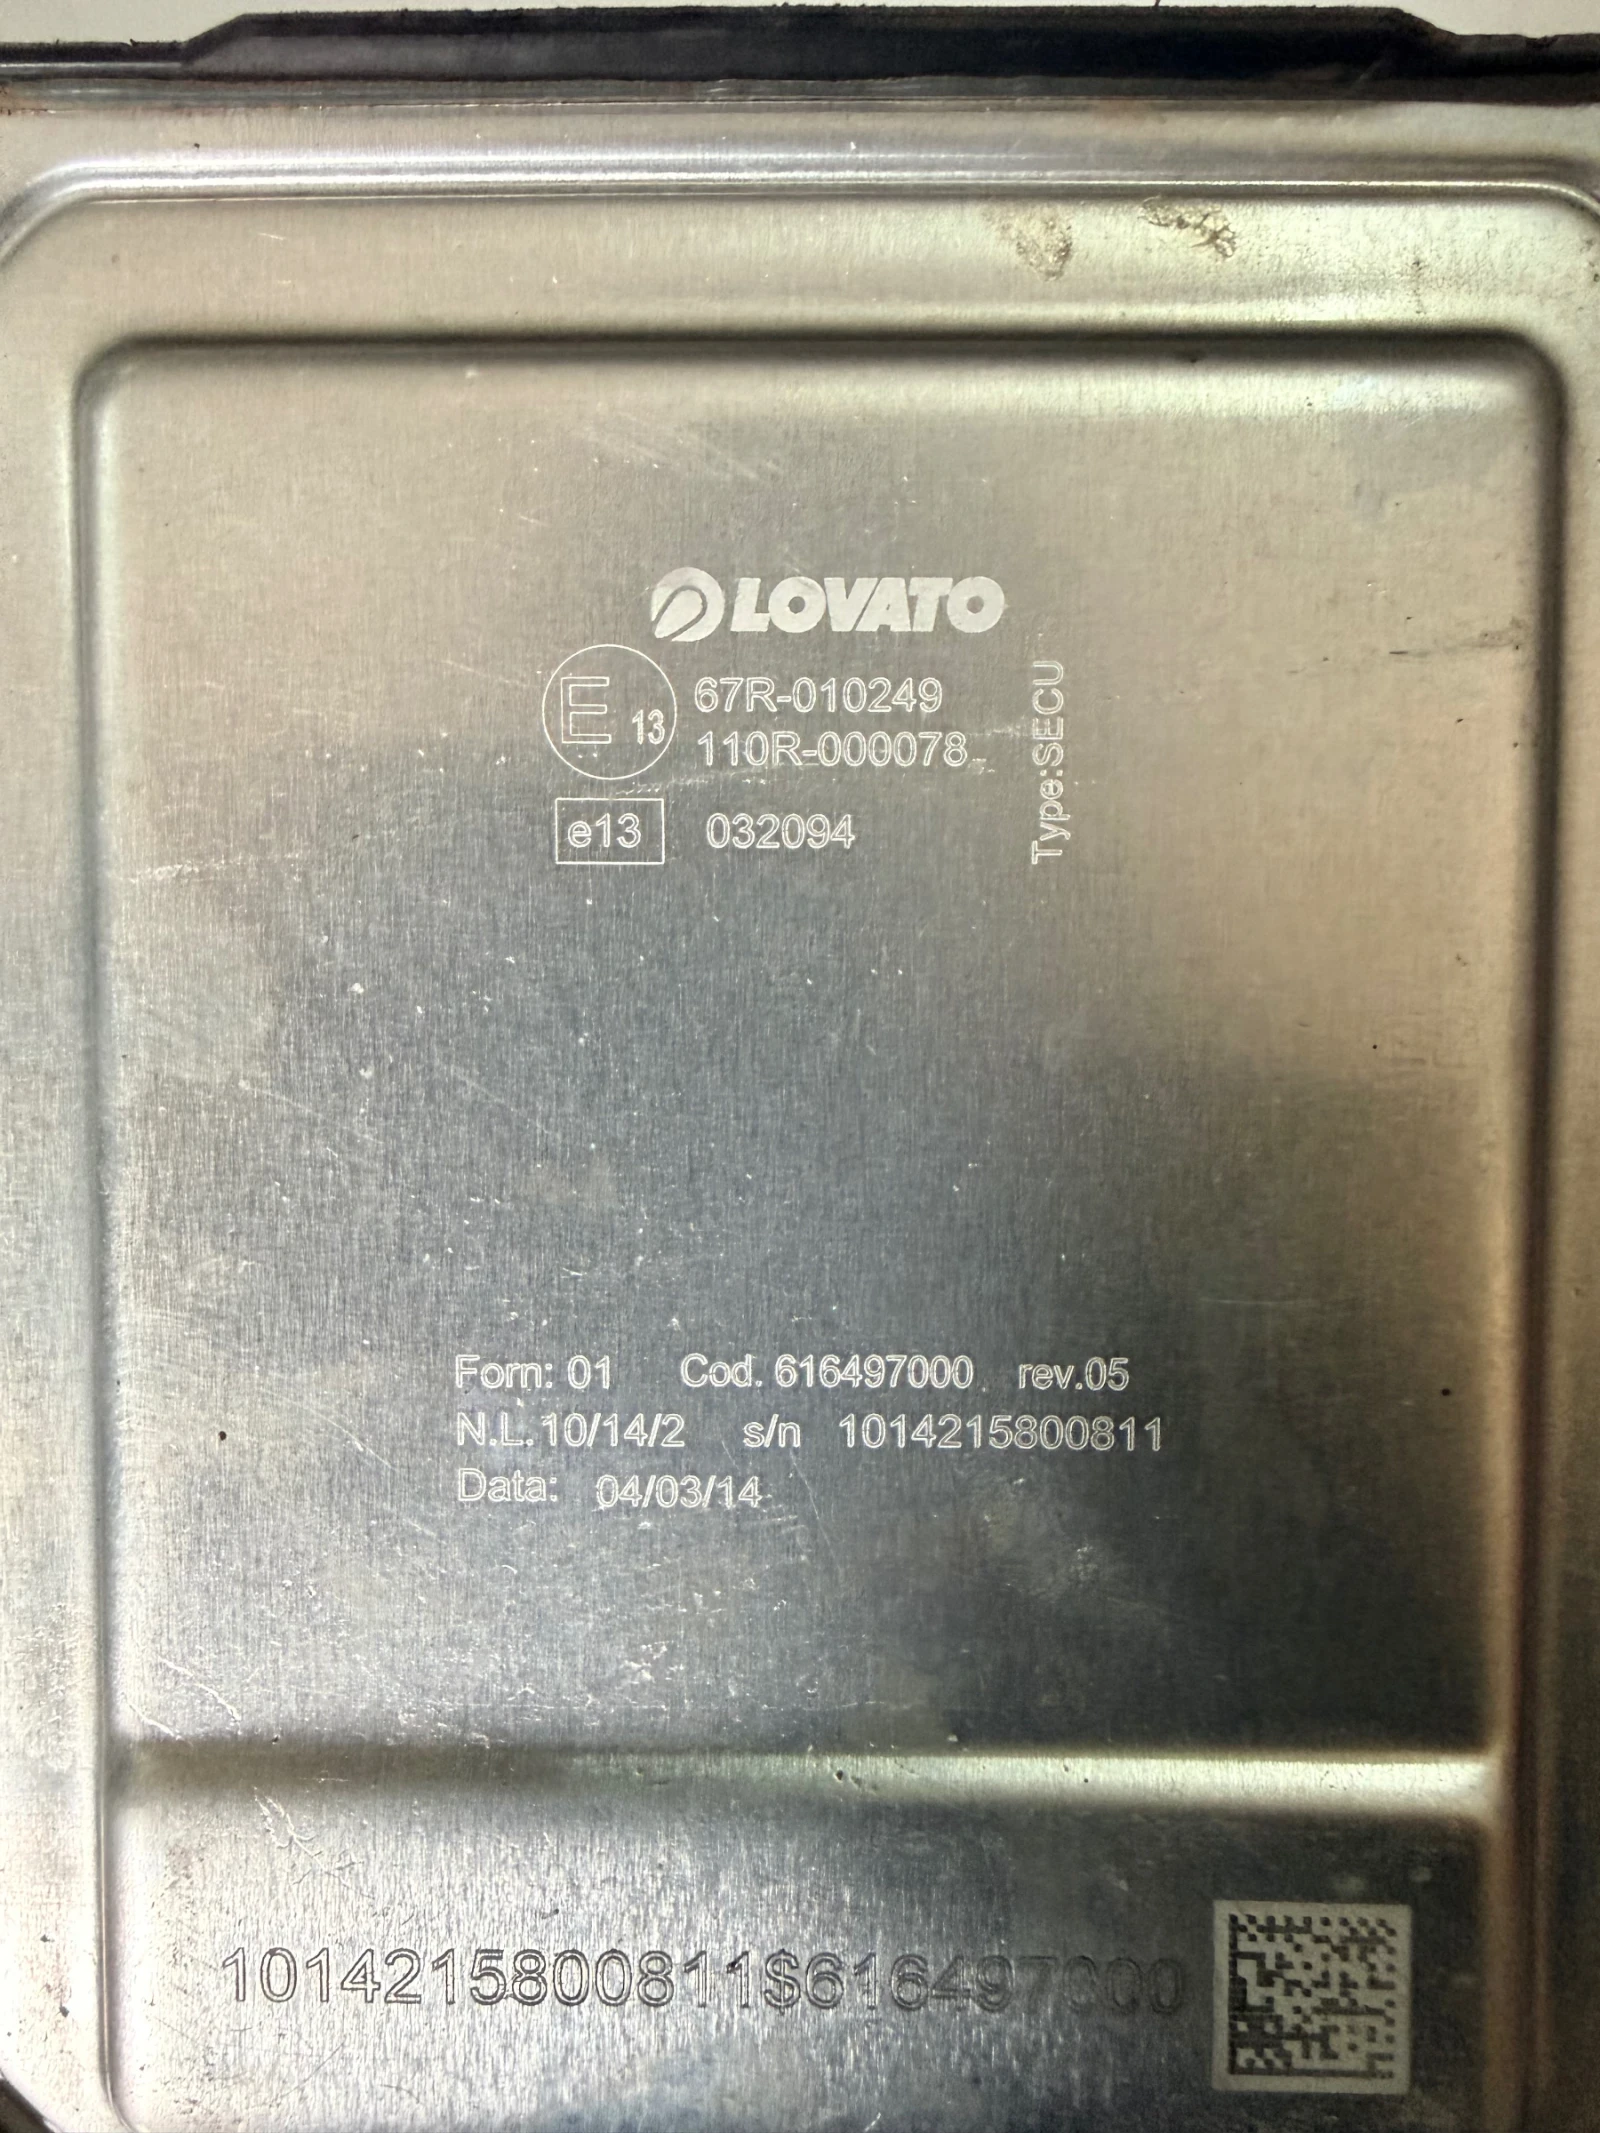 LOVATO
E 13 67R-010249
110R-000078
e13 032094
Type:SECU
Forn: 01 Cod. 616497000 rev.05
N.L. 10/14/2 s/n 1014215800811
Data: 04/03/14
1014215800811$616497000